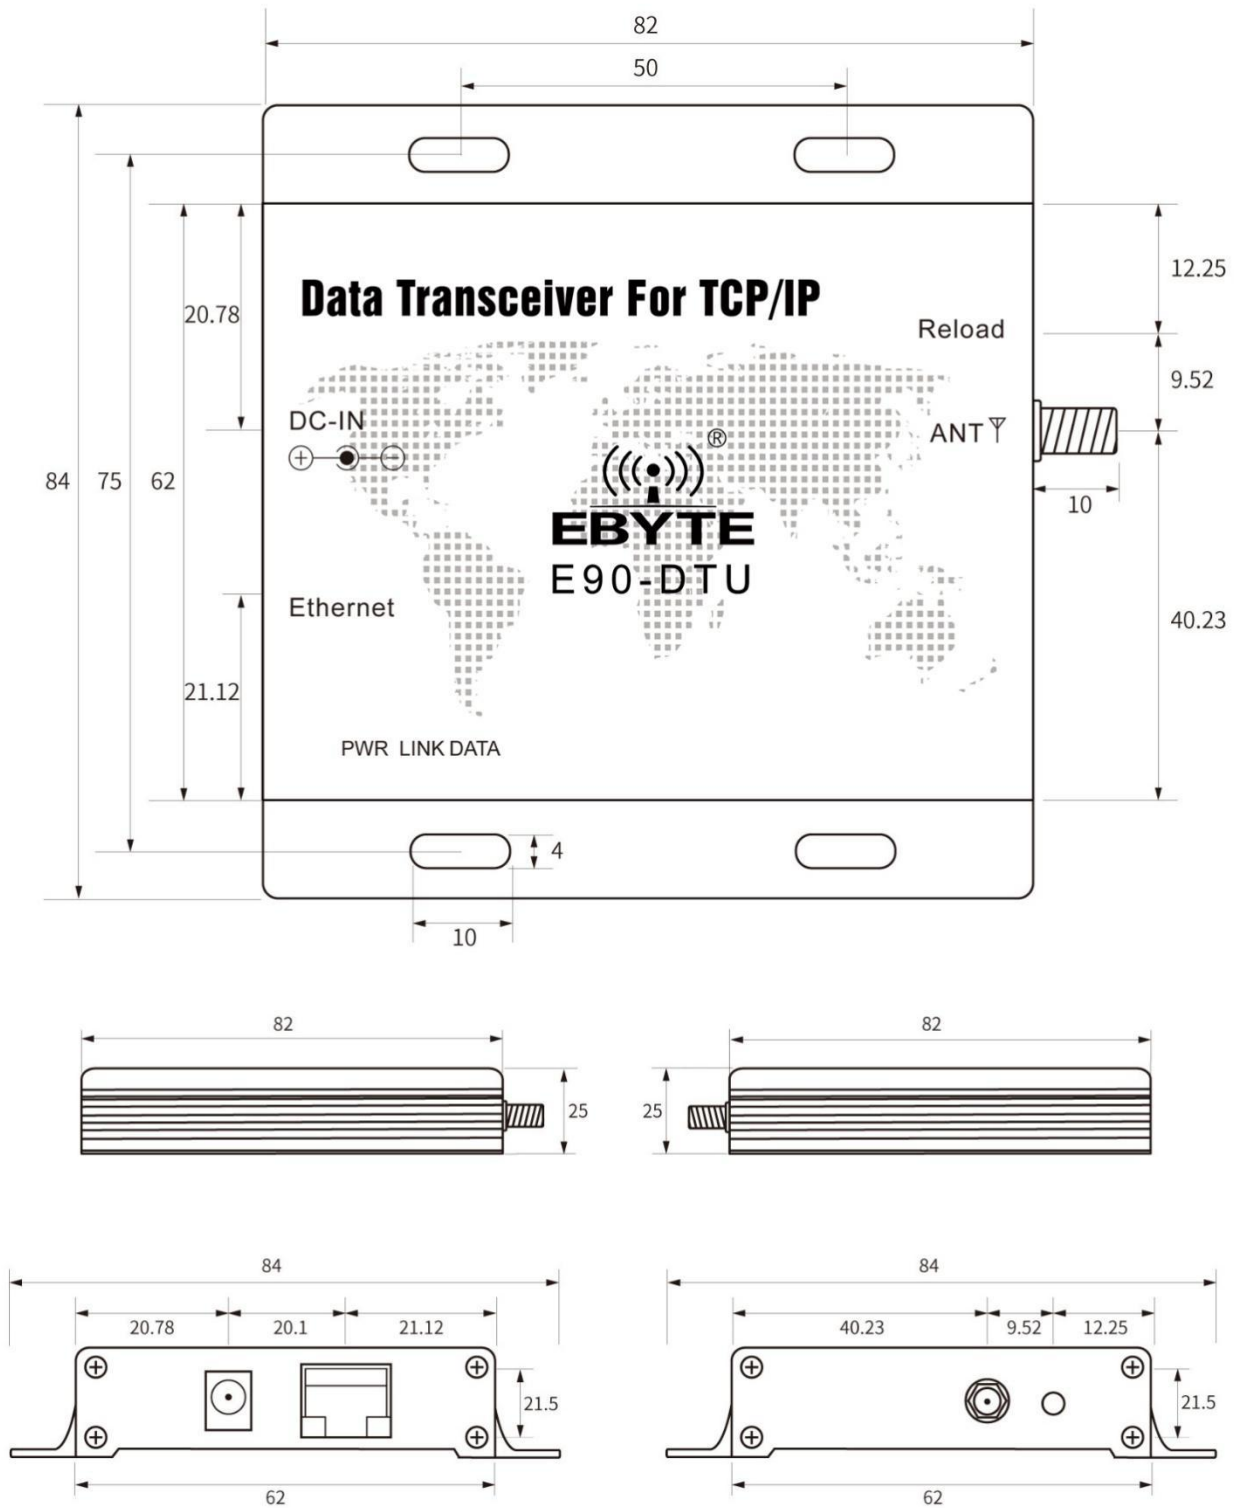 82
50
12.25
Data Transceiver For TCP/IP
20.78
Reload
9.52
DC-IN
ANT
®
84 75 62
10
EBYTE
E90-DTU
Ethernet
40.23
21.12
PWR LINK DATA
4
10
82
82
25
25
84
84
20.78 20.1 21.12
40.23 9.52 12.25
21.5
21.5
62
62